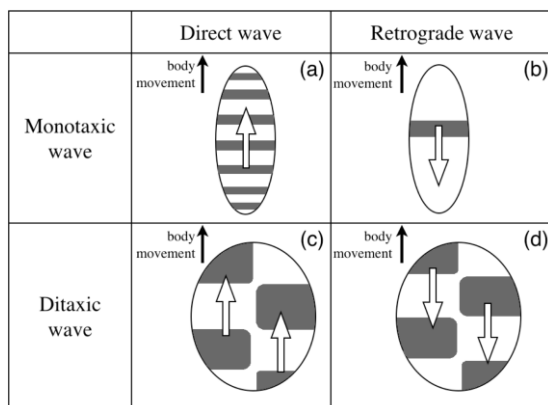 Direct wave
Retrograde wave
Monotaxic
wave
body
movement
(a)
body
movement
(b)
Ditaxic
wave
body
movement
(c)
body
movement
(d)